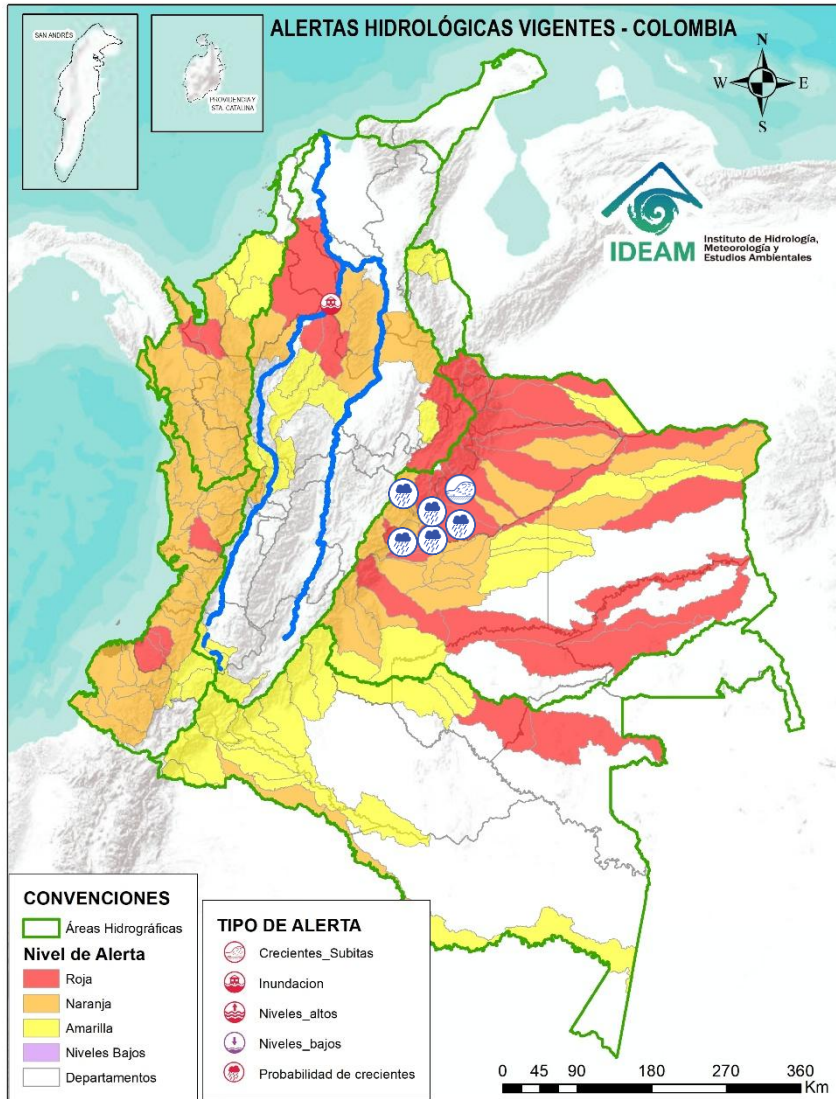 ALERTAS HIDROLÓGICAS VIGENTES - COLOMBIA
SAN ANDRÉS
PROVIDENCIA Y
STA. CATALINA
N
W
E
S
IDEAM
Instituto de Hidrología,
Meteorología y
Estudios Ambientales
CONVENCIONES
Áreas Hidrográficas
Nivel de Alerta
Roja
Naranja
Amarilla
Niveles Bajos
Departamentos
TIPO DE ALERTA
Crecientes_Subitas
Inundacion
Niveles_altos
Niveles_bajos
Probabilidad de crecientes
0 45 90 180 270 360
Km